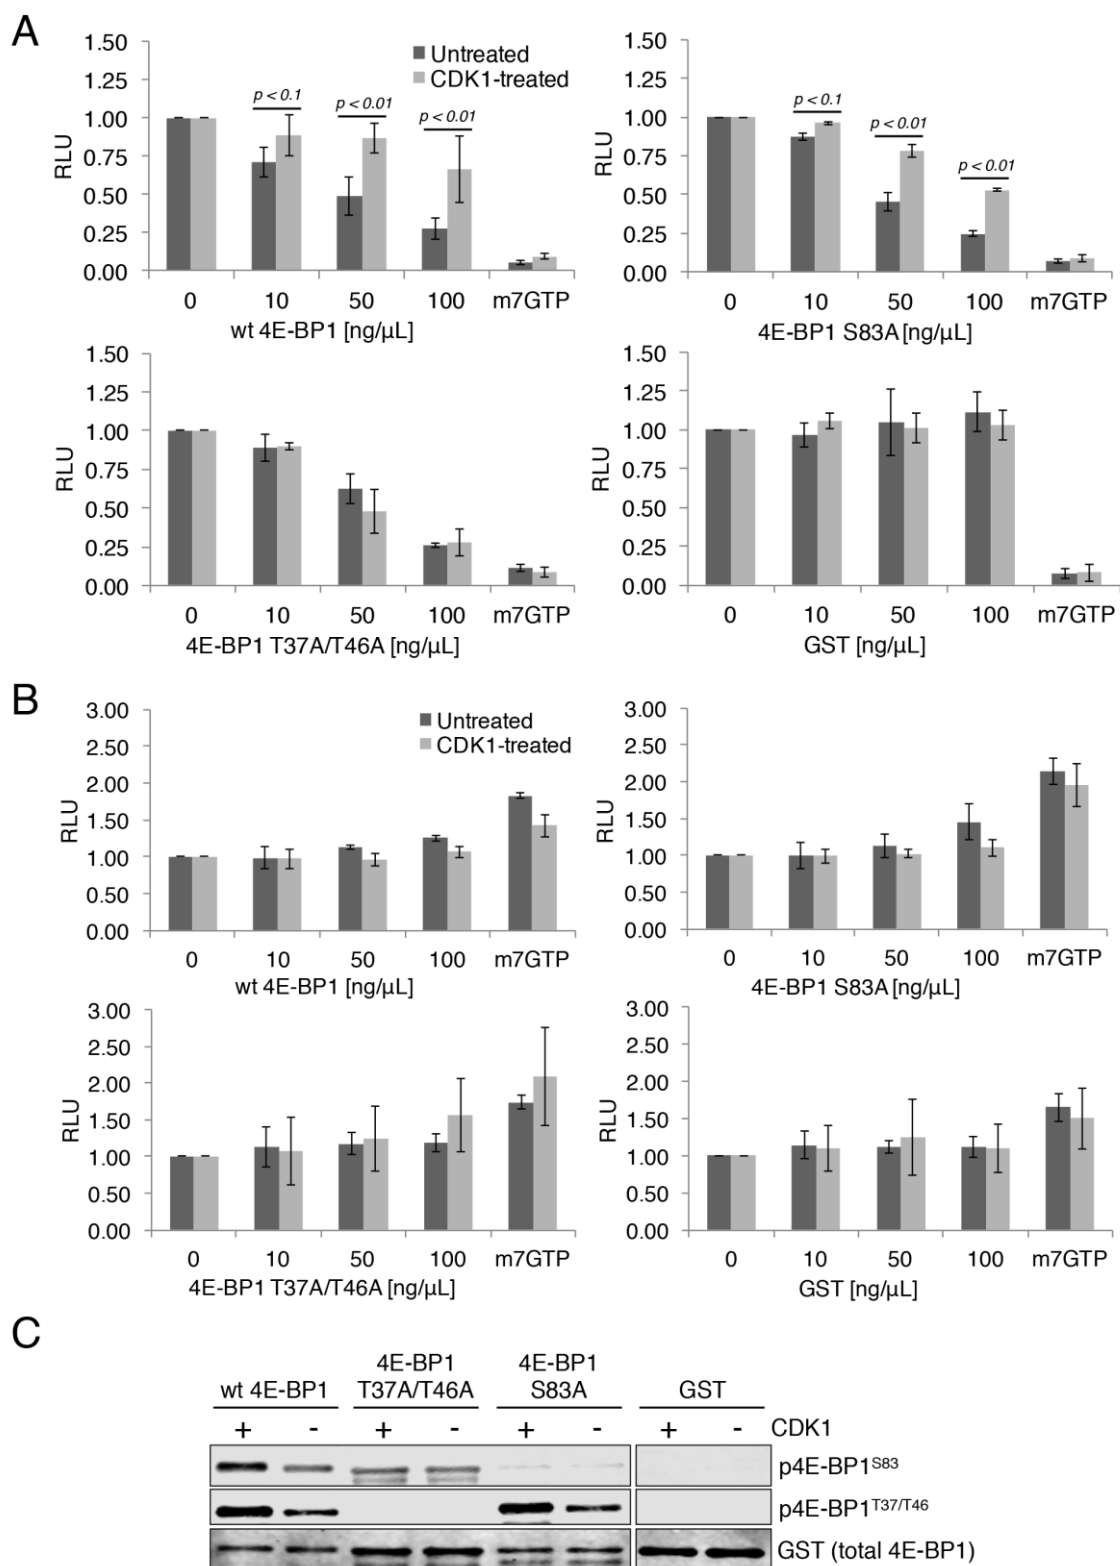 A
1.50
1.25
1.00
0.75
0.50
0.25
0.00
RLU
Untreated
CDK1-treated
p < 0.1
p < 0.01
p < 0.01
0 10 50 100 m7GTP
wt 4E-BP1 [ng/µL]
1.50
1.25
1.00
0.75
0.50
0.25
0.00
RLU
p < 0.1
p < 0.01
p < 0.01
0 10 50 100 m7GTP
4E-BP1 S83A [ng/µL]
1.50
1.25
1.00
0.75
0.50
0.25
0.00
RLU
0 10 50 100 m7GTP
4E-BP1 T37A/T46A [ng/µL]
1.50
1.25
1.00
0.75
0.50
0.25
0.00
RLU
0 10 50 100 m7GTP
GST [ng/µL]
B
3.00
2.50
2.00
1.50
1.00
0.50
0.00
RLU
Untreated
CDK1-treated
0 10 50 100 m7GTP
wt 4E-BP1 [ng/µL]
3.00
2.50
2.00
1.50
1.00
0.50
0.00
RLU
0 10 50 100 m7GTP
4E-BP1 S83A [ng/µL]
3.00
2.50
2.00
1.50
1.00
0.50
0.00
RLU
0 10 50 100 m7GTP
4E-BP1 T37A/T46A [ng/µL]
3.00
2.50
2.00
1.50
1.00
0.50
0.00
RLU
0 10 50 100 m7GTP
GST [ng/µL]
C
wt 4E-BP1
4E-BP1
T37A/T46A
4E-BP1
S83A
GST
+ - + - + - + - CDK1
p4E-BP1S83
p4E-BP1T37/T46
GST (total 4E-BP1)